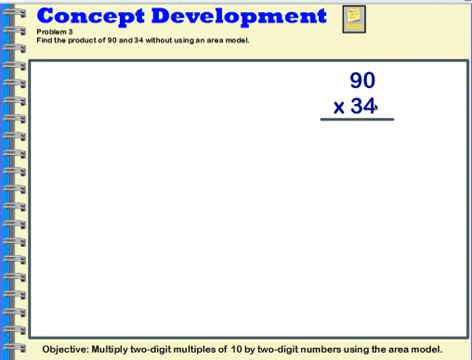 Concept Development
Problem 3
Find the product of 90 and 34 without using an area model.
90
x 34
Objective: Multiply two-digit multiples of 10 by two-digit numbers using the area model.